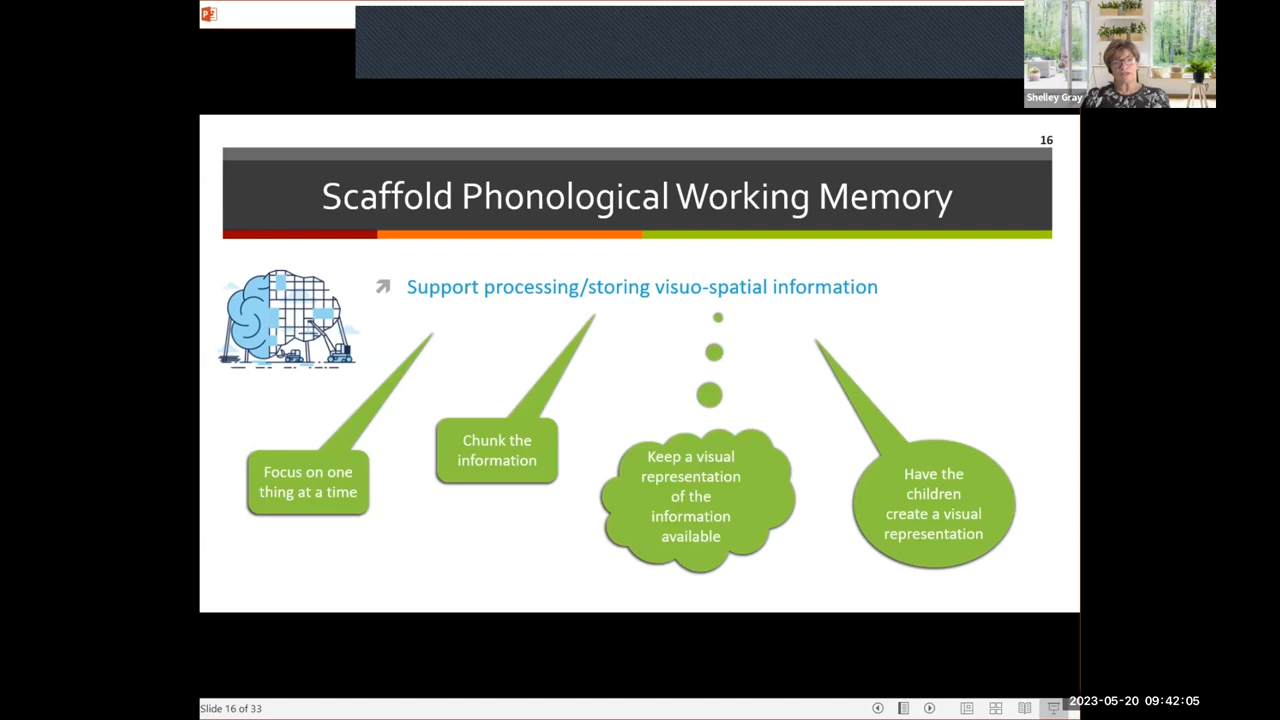 Shelley Gray
16
Scaffold Phonological Working Memory
Support processing/storing visuo-spatial information
Focus on one
thing at a time
Chunk the
information
Keep a visual
representation
of the
information
available
Have the
children
create a visual
representation
Slide 16 of 33
2023-05-20 09:42:05